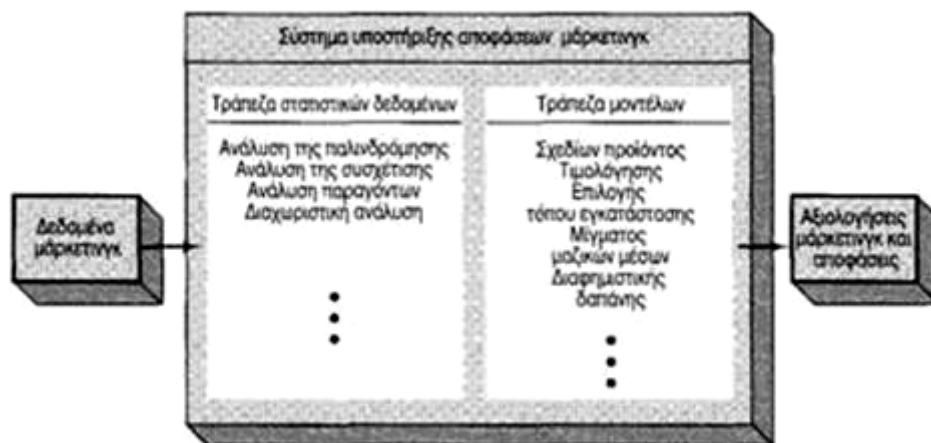 Σύστημα υποστήριξης αποφάσεων μάρκετινγκ
Δεδομένα
μάρκετινγκ
Τράπεζα στατιστικών δεδομένων
Ανάλυση της παλινδρόμησης
Ανάλυση της συσχέτισης
Ανάλυση παραγόντων
Διαχωριστική ανάλυση
Τράπεζα μοντέλων
Σχεδίων προϊόντος
Τιμολόγησης
Επιλογής
τόπου εγκατάστασης
Μίγματος
μαζικών μέσων
Διαφημιστικής
δαπάνης
Αξιολογήσεις
μάρκετινγκ και
αποφάσεις